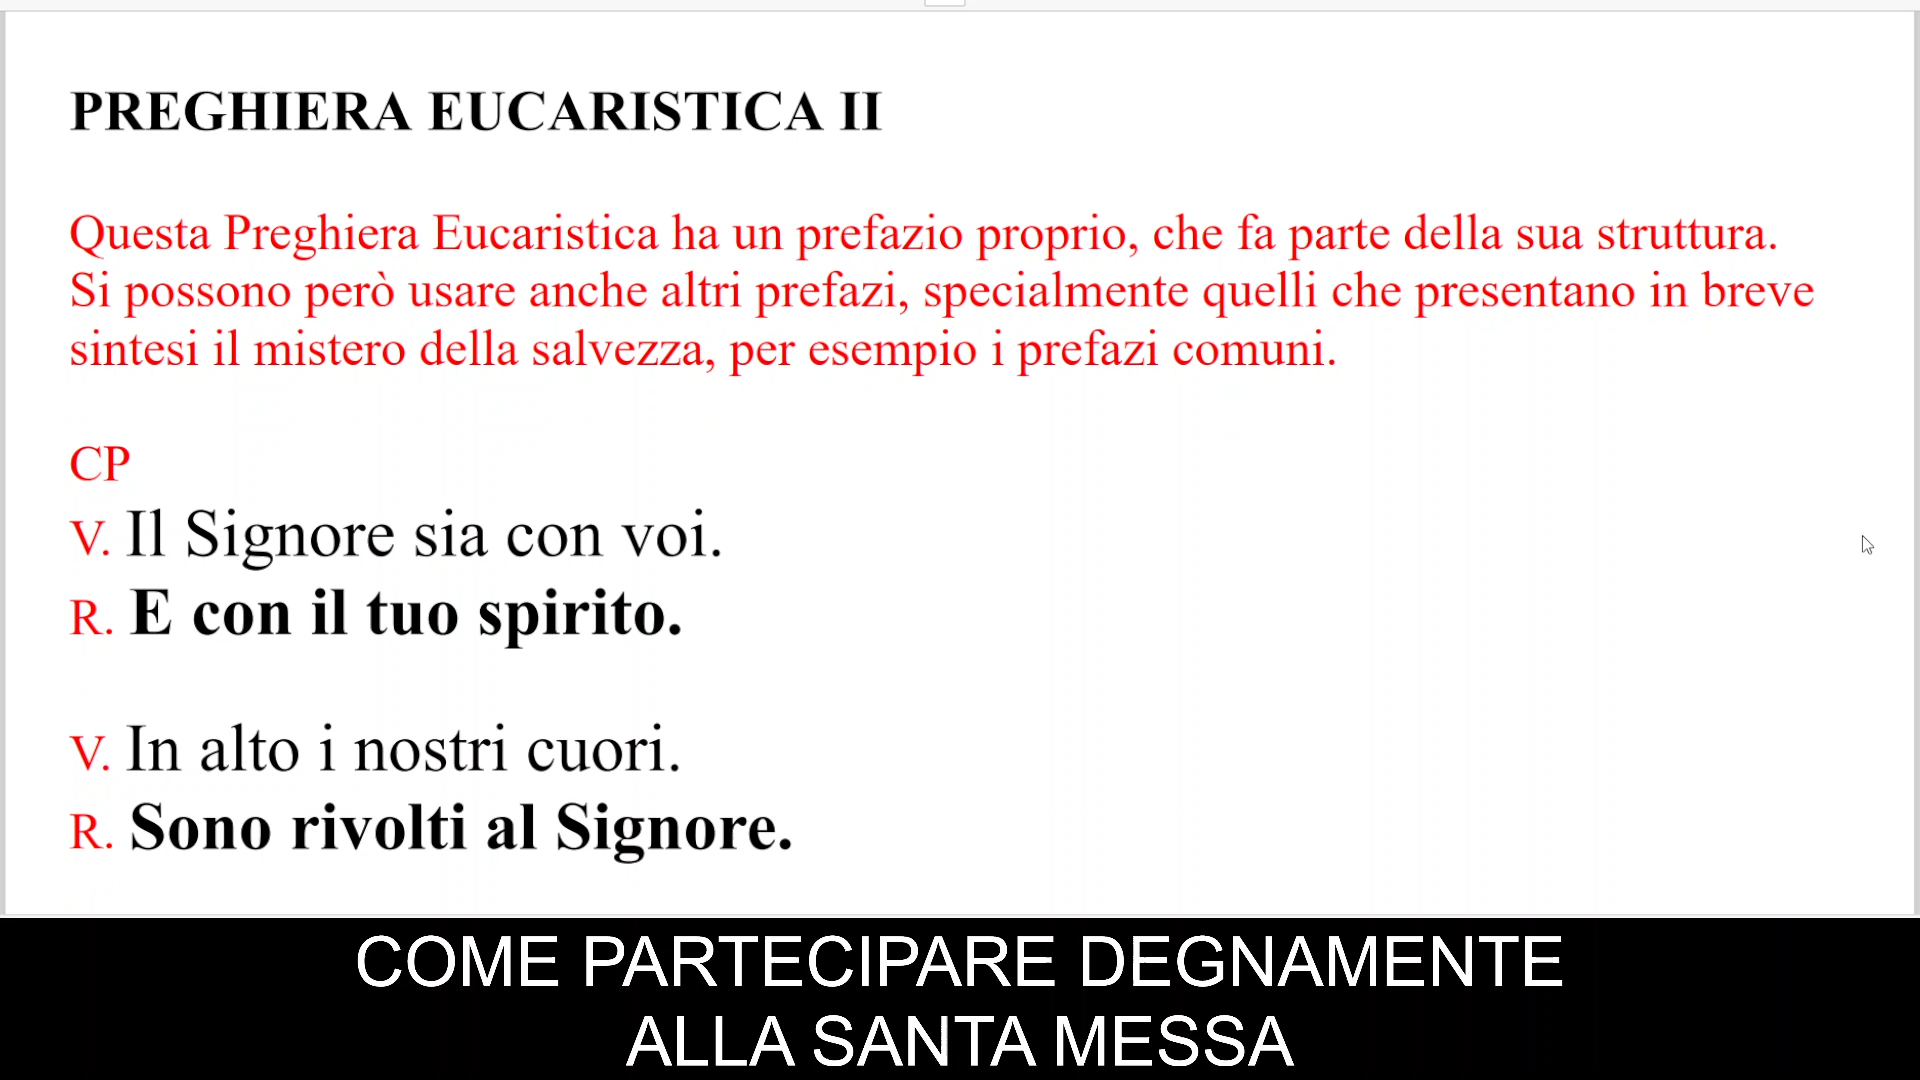 PREGHIERA EUCARISTICA II
Questa Preghiera Eucaristica ha un prefazio proprio, che fa parte della sua struttura.
Si possono però usare anche altri prefazi, specialmente quelli che presentano in breve
sintesi il mistero della salvezza, per esempio i prefazi comuni.
CP
V. Il Signore sia con voi.
R. E con il tuo spirito.
V. In alto i nostri cuori.
R. Sono rivolti al Signore.
COME PARTECIPARE DEGNAMENTE
ALLA SANTA MESSA